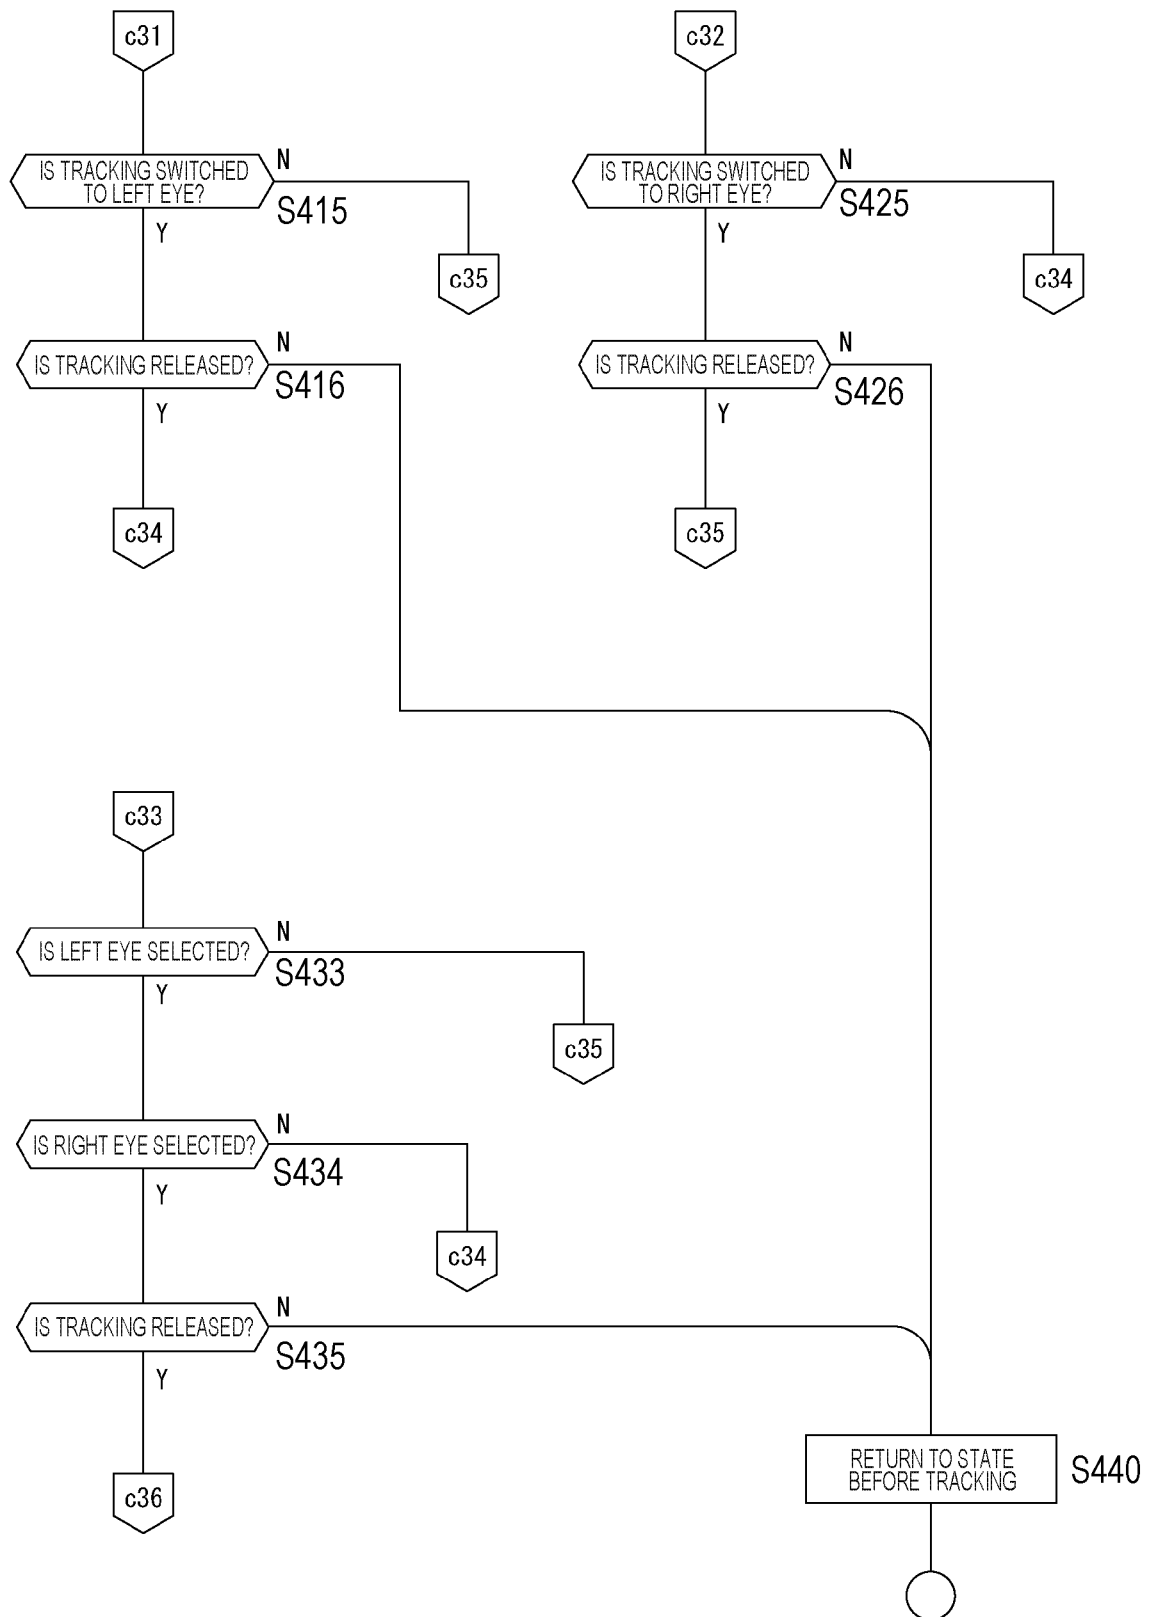 c31
IS TRACKING SWITCHED
TO LEFT EYE?
N
S415
Y
c35
IS TRACKING RELEASED?
N
S416
Y
c34
c32
IS TRACKING SWITCHED
TO RIGHT EYE?
N
S425
Y
c34
IS TRACKING RELEASED?
N
S426
Y
c35
c33
IS LEFT EYE SELECTED?
N
S433
Y
c35
IS RIGHT EYE SELECTED?
N
S434
Y
c34
IS TRACKING RELEASED?
N
S435
Y
c36
RETURN TO STATE
BEFORE TRACKING
S440